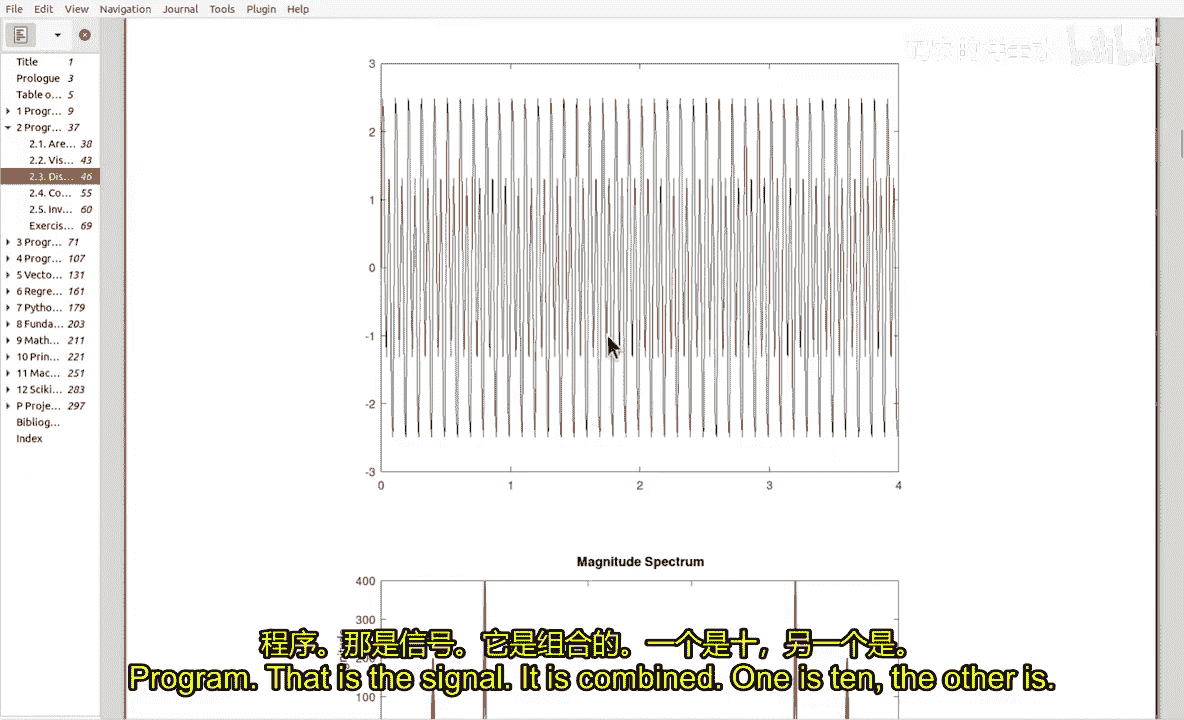 File Edit View Navigation Journal Tools Plugin Help
Title 1
Prologue 3
Table o... 5
1 Progr... 9
2 Progr... 37
2.1. Are... 38
2.2. Vis... 43
2.3. Dis... 46
2.4. Co... 55
2.5. Inv... 60
Exercis... 69
3 Progr... 71
4 Progr... 107
5 Vecto... 131
6 Regre... 161
7 Pytho... 179
8 Funda... 203
9 Math... 211
10 Prin... 221
11 Mac... 251
12 Sciki... 283
P Proje... 297
Bibliog...
Index
3
2
1
0
-1
-2
-3
0 1 2 3 4
Magnitude Spectrum
400
300
100
程序。那是信号。它是组合的。一个是十，另一个是。
Program. That is the signal. It is combined. One is ten, the other is.